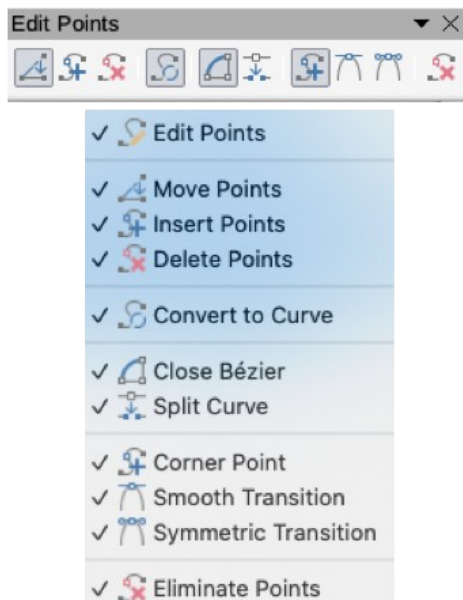 Edit Points
Edit Points
Move Points
Insert Points
Delete Points
Convert to Curve
Close Bézier
Split Curve
Corner Point
Smooth Transition
Symmetric Transition
Eliminate Points